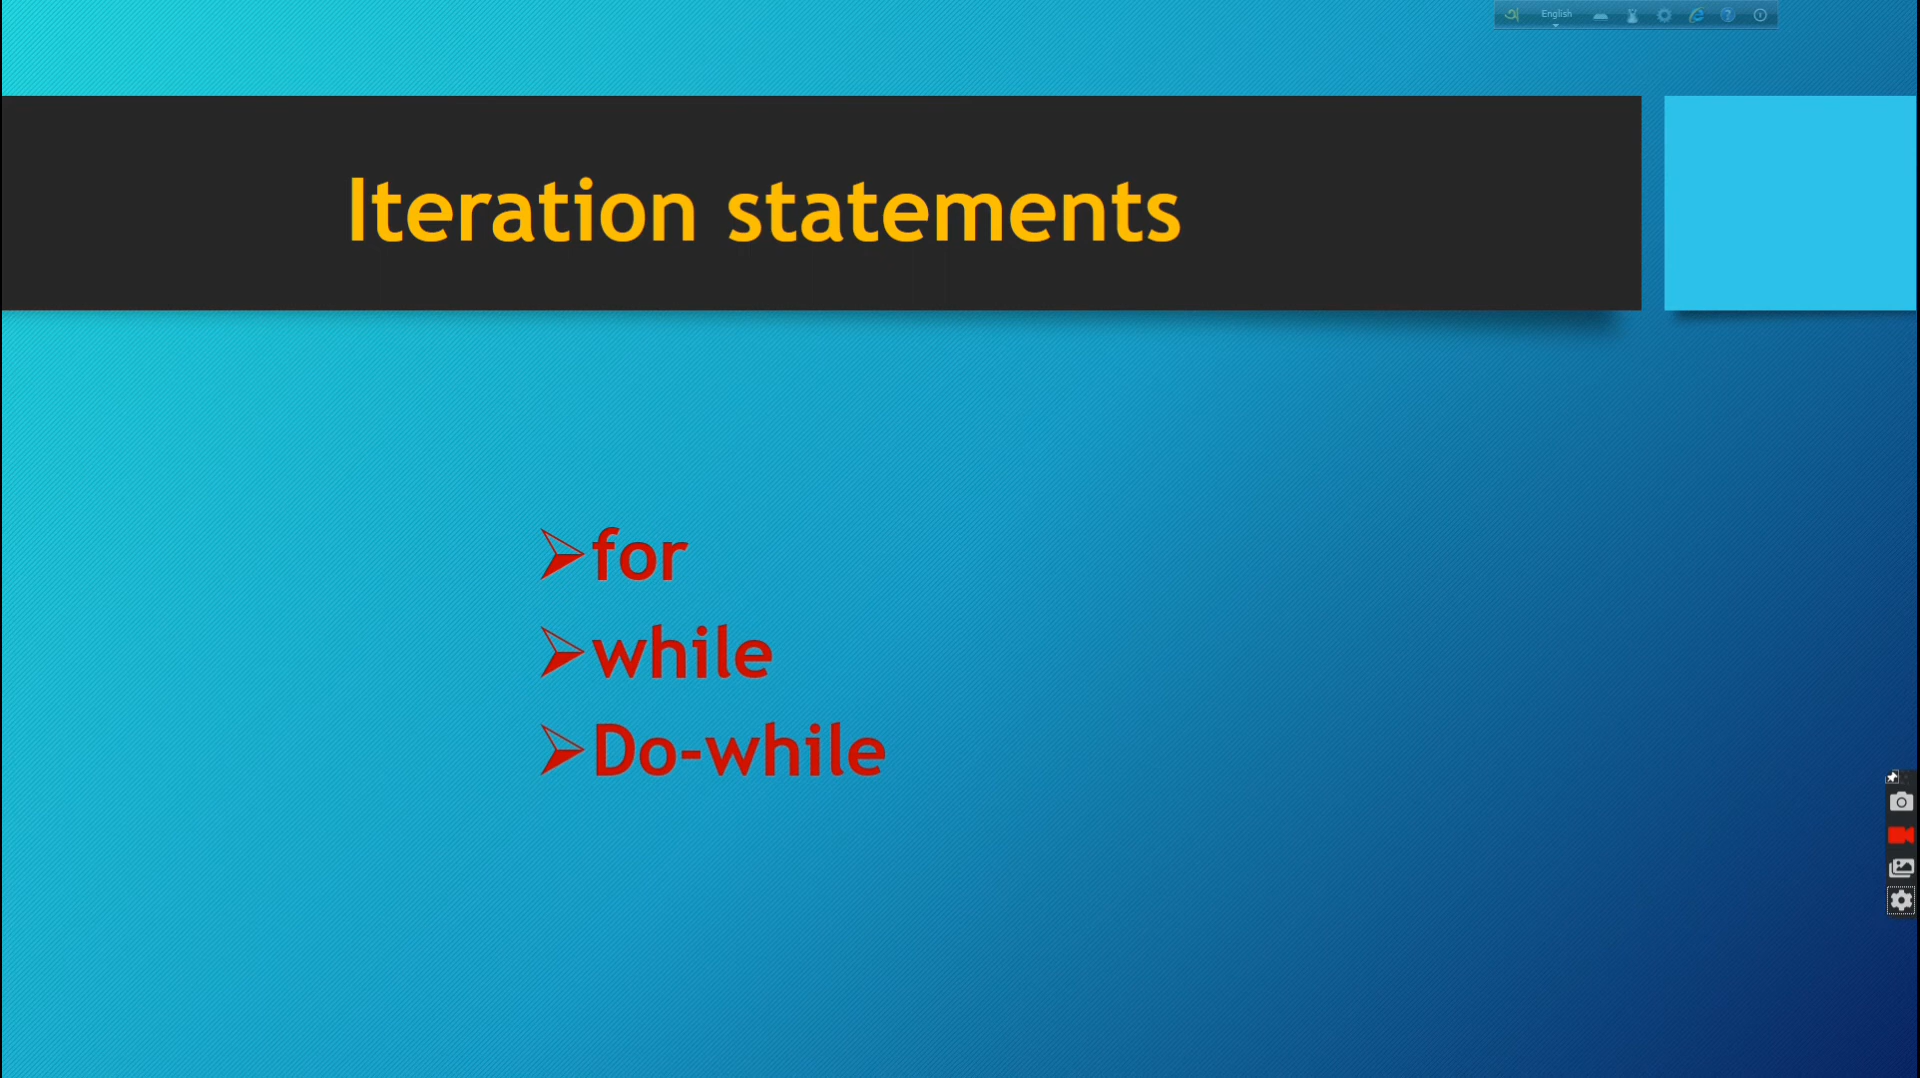 English
Iteration statements
➢for
➢while
➢Do-while